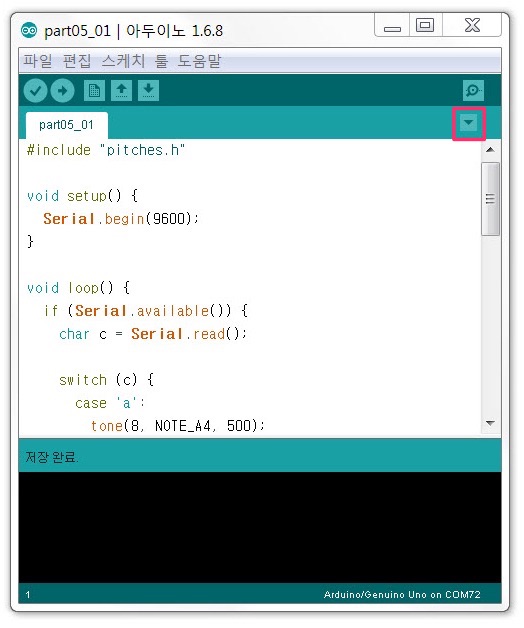 part05_01 | 아두이노 1.6.8
파일 편집 스케치 툴 도움말
part05_01
#include "pitches.h"
void setup() {
  Serial.begin(9600);
}
void loop() {
  if (Serial.available()) {
    char c = Serial.read();
    switch (c) {
      case 'a':
        tone(8, NOTE_A4, 500);
저장 완료.
1 Arduino/Genuino Uno on COM72